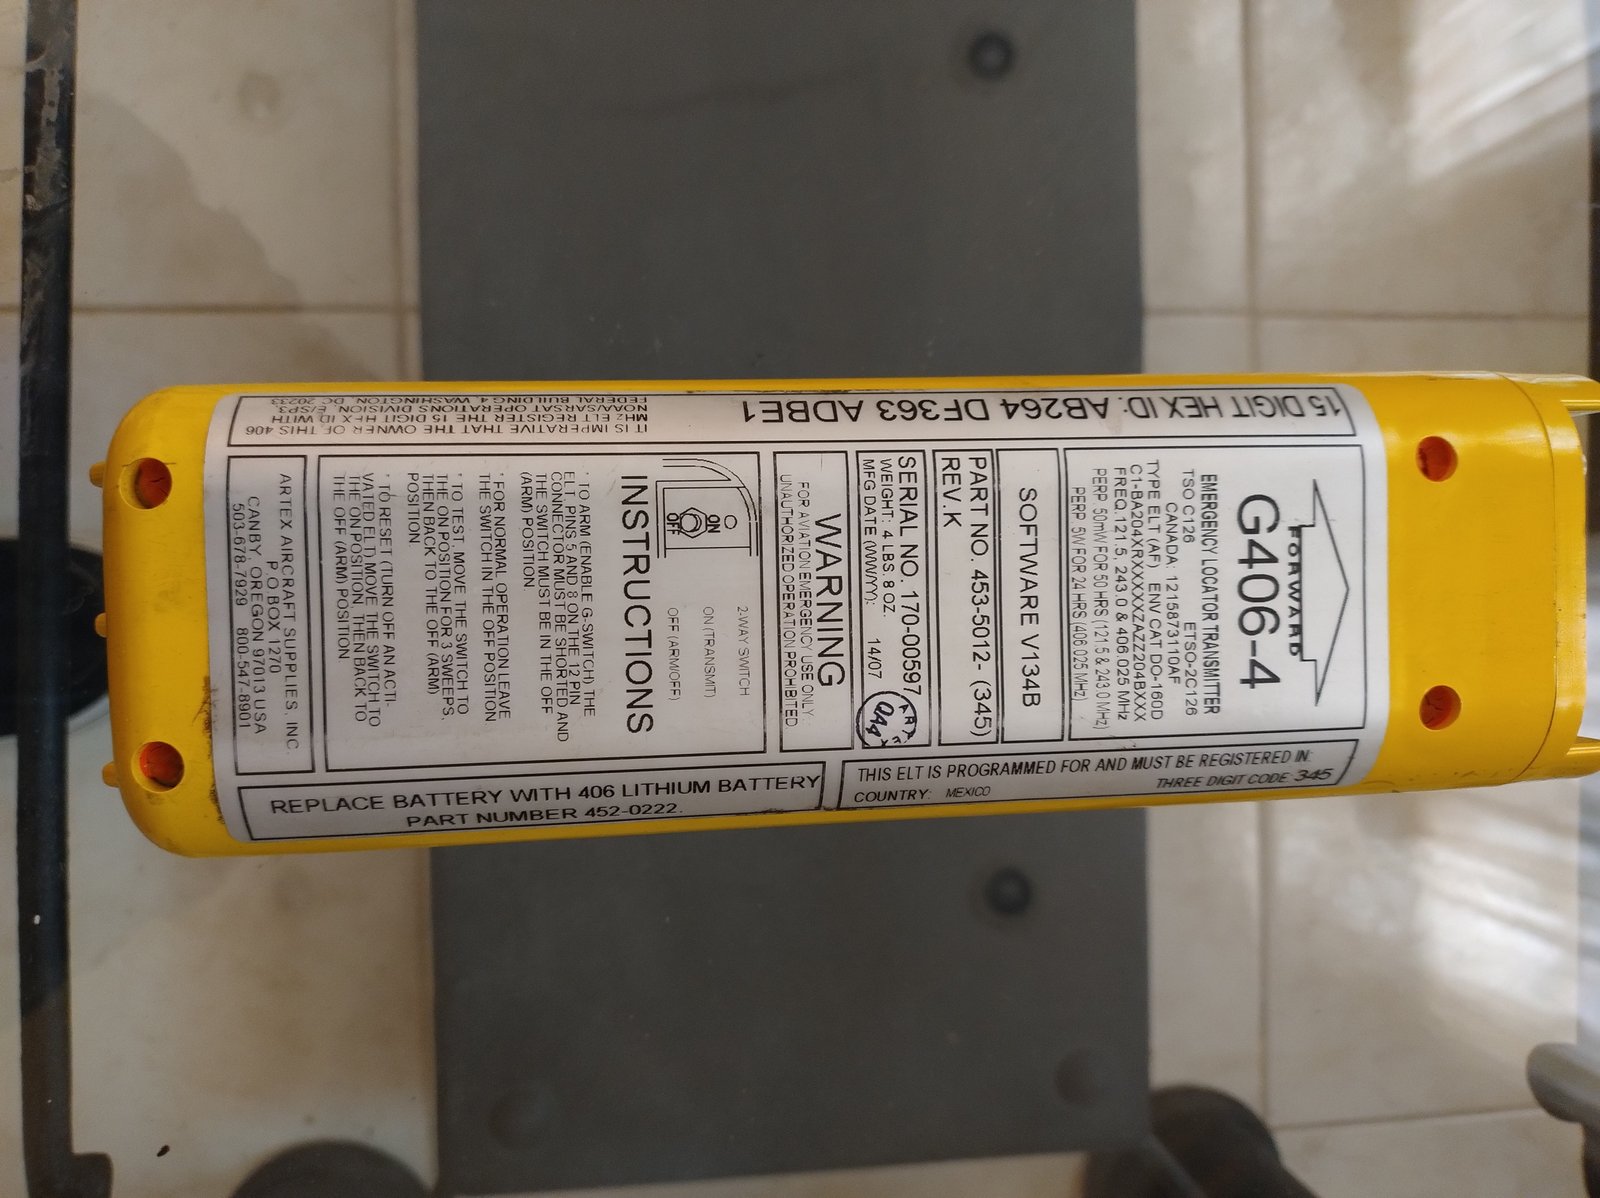 FORWARD
G406-4
EMERGENCY LOCATOR TRANSMITTER
TSO C126 ETSO-2C126
CANADA: 1215873110AF
TYPE ELT (AF) ENV CAT DO-160D
FREQ.121.5, 243.0 & 406.025 MHz
PERP 50mW FOR 50 HRS (121.5 & 243.0 MHz)
PERP 5W FOR 24 HRS (406.025 MHz)
SOFTWARE V134B
PART NO. 453-5012- (345)
REV.K
SERIAL NO. 170-00597
WEIGHT: 4 LBS. 8 OZ.
MFG DATE (WW/YY): 14/07
WARNING
FOR AVIATION EMERGENCY USE ONLY.
UNAUTHORIZED OPERATION PROHIBITED.
2-WAY SWITCH
ON (TRANSMIT)
OFF (ARM/OFF)
ON
OFF
INSTRUCTIONS
* TO ARM (ENABLE G-SWITCH) THE
ELT, PINS 5 AND 8 ON THE 12 PIN
CONNECTOR MUST BE SHORTED AND
THE SWITCH MUST BE IN THE OFF
(ARM) POSITION.
* FOR NORMAL OPERATION LEAVE
THE SWITCH IN THE OFF POSITION
* TO TEST, MOVE THE SWITCH TO
THE ON POSITION FOR 3 SWEEPS,
THEN BACK TO THE OFF (ARM)
POSITION.
* TO RESET (TURN OFF AN ACTI-
VATED ELT) MOVE THE SWITCH TO
THE ON POSITION, THEN BACK TO
THE OFF (ARM) POSITION
ARTEX AIRCRAFT SUPPLIES, INC.
P.O. BOX 1270
CANBY, OREGON 97013 USA
503-678-7929 800-547-8901
15 DIGIT HEX ID: AB264 DF363 ADBE1
IT IS IMPERATIVE THAT THE OWNER OF THIS 406
MHz ELT REGISTER THE 15 DIGIT HEX ID WITH
NOAA/SARSAT OPERATIONS DIVISION, E/SP3,
FEDERAL BUILDING 4, WASHINGTON, DC 20233
THIS ELT IS PROGRAMMED FOR AND MUST BE REGISTERED IN:
THREE DIGIT CODE 345
COUNTRY: MEXICO
REPLACE BATTERY WITH 406 LITHIUM BATTERY
PART NUMBER 452-0222.